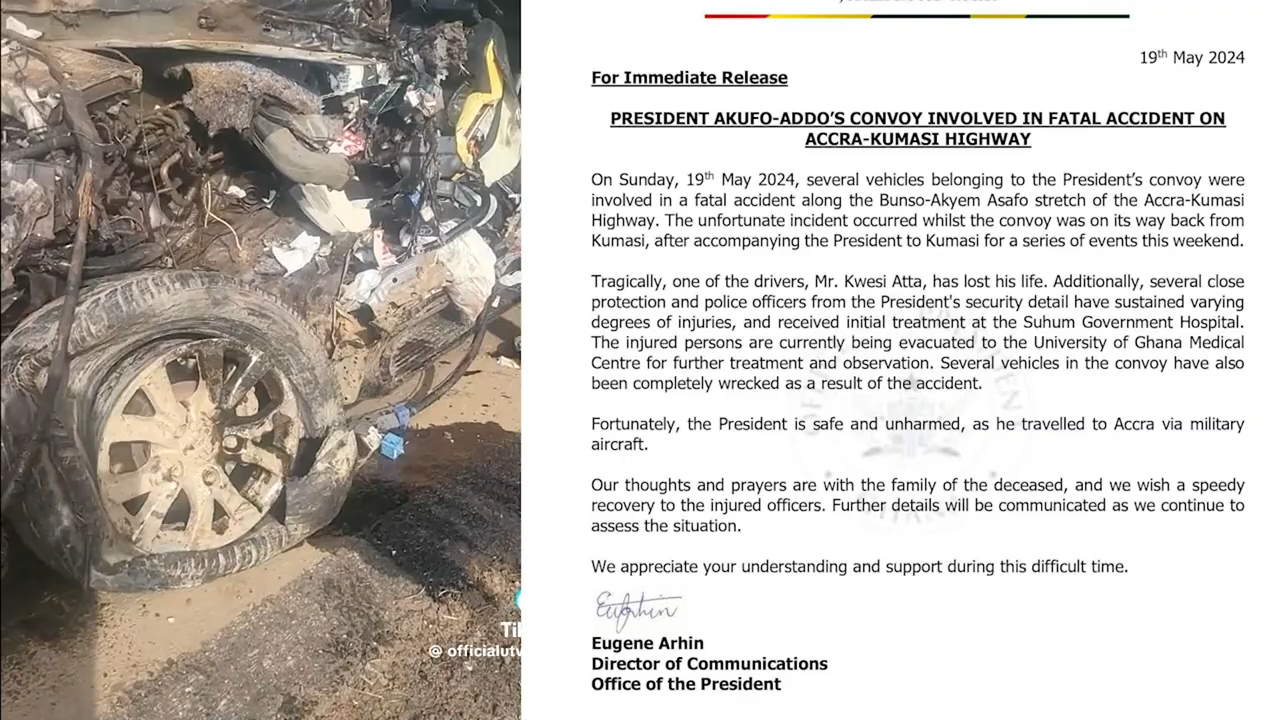 19th May 2024
For Immediate Release
PRESIDENT AKUFO-ADDO’S CONVOY INVOLVED IN FATAL ACCIDENT ON
ACCRA-KUMASI HIGHWAY
On Sunday, 19th May 2024, several vehicles belonging to the President’s convoy were
involved in a fatal accident along the Bunso-Akyem Asafo stretch of the Accra-Kumasi
Highway. The unfortunate incident occurred whilst the convoy was on its way back from
Kumasi, after accompanying the President to Kumasi for a series of events this weekend.
Tragically, one of the drivers, Mr. Kwesi Atta, has lost his life. Additionally, several close
protection and police officers from the President's security detail have sustained varying
degrees of injuries, and received initial treatment at the Suhum Government Hospital.
The injured persons are currently being evacuated to the University of Ghana Medical
Centre for further treatment and observation. Several vehicles in the convoy have also
been completely wrecked as a result of the accident.
Fortunately, the President is safe and unharmed, as he travelled to Accra via military
aircraft.
Our thoughts and prayers are with the family of the deceased, and we wish a speedy
recovery to the injured officers. Further details will be communicated as we continue to
assess the situation.
We appreciate your understanding and support during this difficult time.
Eugene Arhin
Director of Communications
Office of the President
@ officialutv